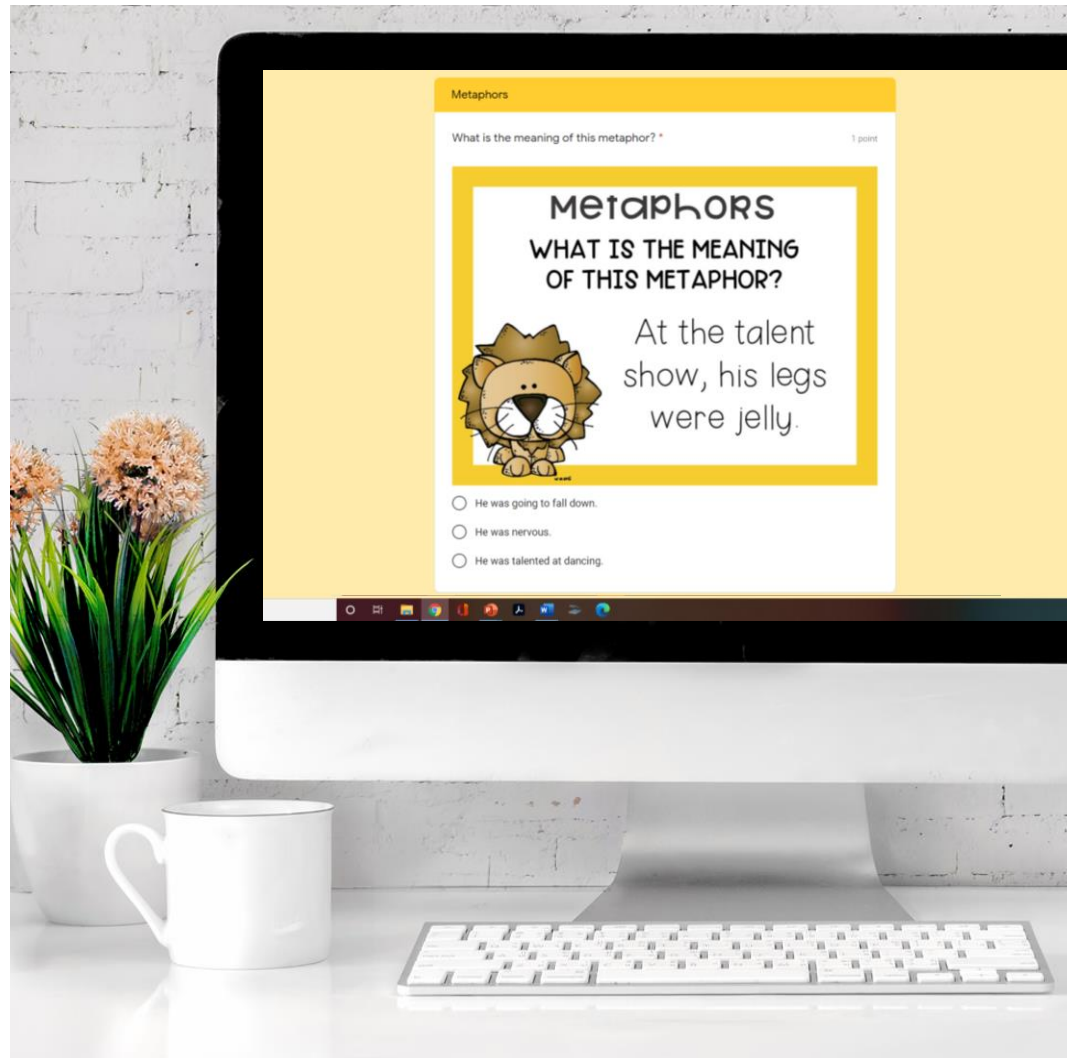 Metaphors
What is the meaning of this metaphor? *
1 point
Metaphors
WHAT IS THE MEANING
OF THIS METAPHOR?
At the talent
show, his legs
were jelly.
He was going to fall down.
He was nervous.
He was talented at dancing.